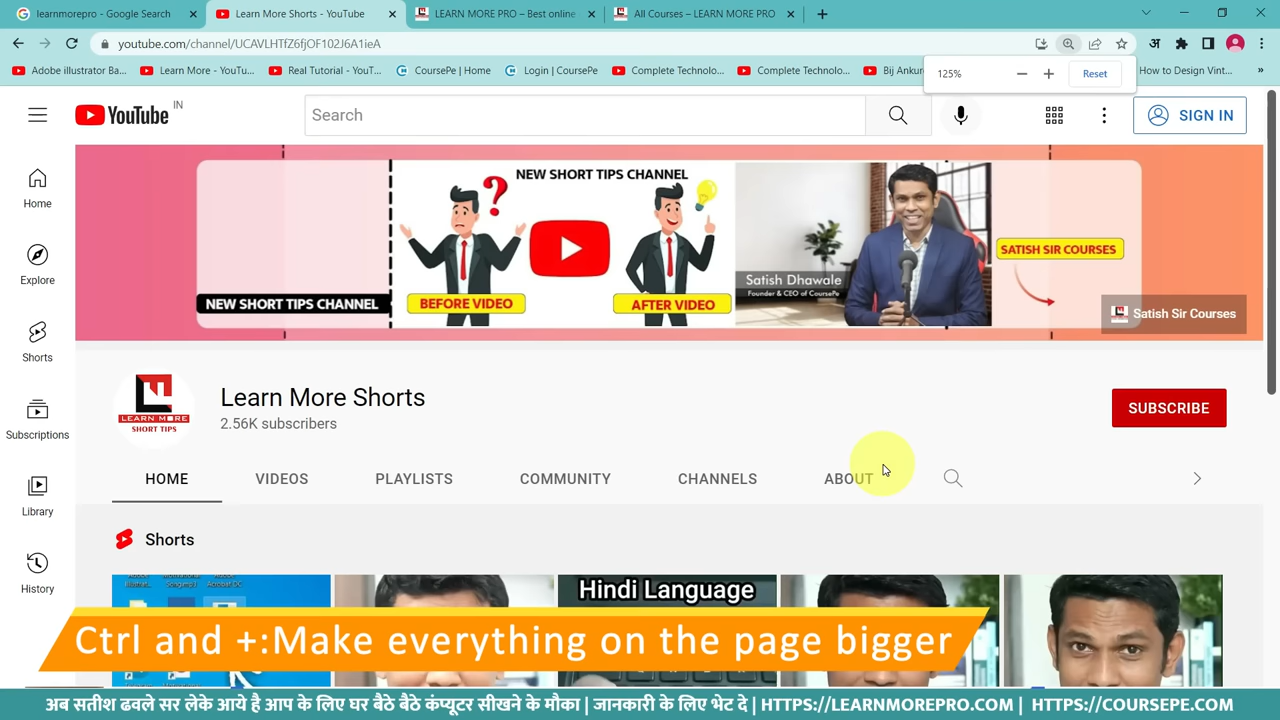 learnmorepro - Google Search
Learn More Shorts - YouTube
LEARN MORE PRO – Best online
All Courses – LEARN MORE PRO
youtube.com/channel/UCAVLHTfZ6fjOF102J6A1ieA
अ
Adobe illustrator Ba...
Learn More - YouTu...
Real Tutorial - YouT...
CoursePe | Home
Login | CoursePe
Complete Technolo...
Complete Technolo...
Bij Ankur
How to Design Vint...
»
125%
Reset
YouTube IN
Search
SIGN IN
Home
Explore
Shorts
Subscriptions
Library
History
NEW SHORT TIPS CHANNEL
NEW SHORT TIPS CHANNEL
BEFORE VIDEO
AFTER VIDEO
Satish Dhawale
Founder & CEO of CoursePe
SATISH SIR COURSES
Satish Sir Courses
LEARN MORE
SHORT TIPS
Learn More Shorts
2.56K subscribers
SUBSCRIBE
HOME
VIDEOS
PLAYLISTS
COMMUNITY
CHANNELS
ABOUT
Shorts
Hindi Language
Ctrl and +:Make everything on the page bigger
अब सतीश ढवले सर लेके आये है आप के लिए घर बैठे बैठे कंप्यूटर सीखने के मौका | जानकारी के लिए भेट दे | HTTPS://LEARNMOREPRO.COM | HTTPS://COURSEPE.COM